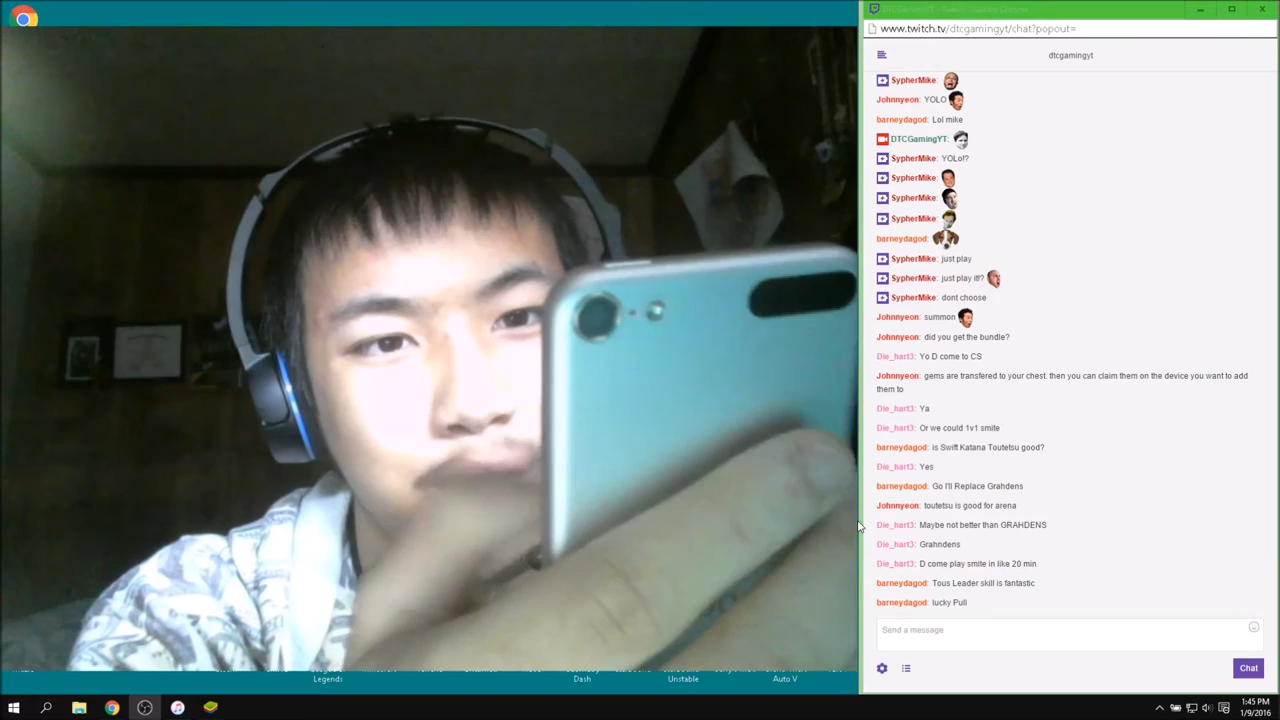 www.twitch.tv/dtcgamingyt/chat?popout=
dtcgamingyt
SypherMike:
Johnnyeon: YOLO
barneydagod: Lol mike
DTCGamingYT:
SypherMike: YOLo!?
SypherMike:
SypherMike:
SypherMike:
barneydagod:
SypherMike: just play
SypherMike: just play it!?
SypherMike: dont choose
Johnnyeon: summon
Johnnyeon: did you get the bundle?
Die_hart3: Yo D come to CS
Johnnyeon: gems are transfered to your chest. then you can claim them on the device you want to add
them to
Die_hart3: Ya
Die_hart3: Or we could 1v1 smite
barneydagod: is Swift Katana Toutetsu good?
Die_hart3: Yes
barneydagod: Go I'll Replace Grahdens
Johnnyeon: toutetsu is good for arena
Die_hart3: Maybe not better than GRAHDENS
Die_hart3: Grahndens
Die_hart3: D come play smite in like 20 min
barneydagod: Tous Leader skill is fantastic
barneydagod: lucky Pull
Send a message
Chat
Legends
Dash
Unstable
Auto V
1:45 PM
1/9/2016